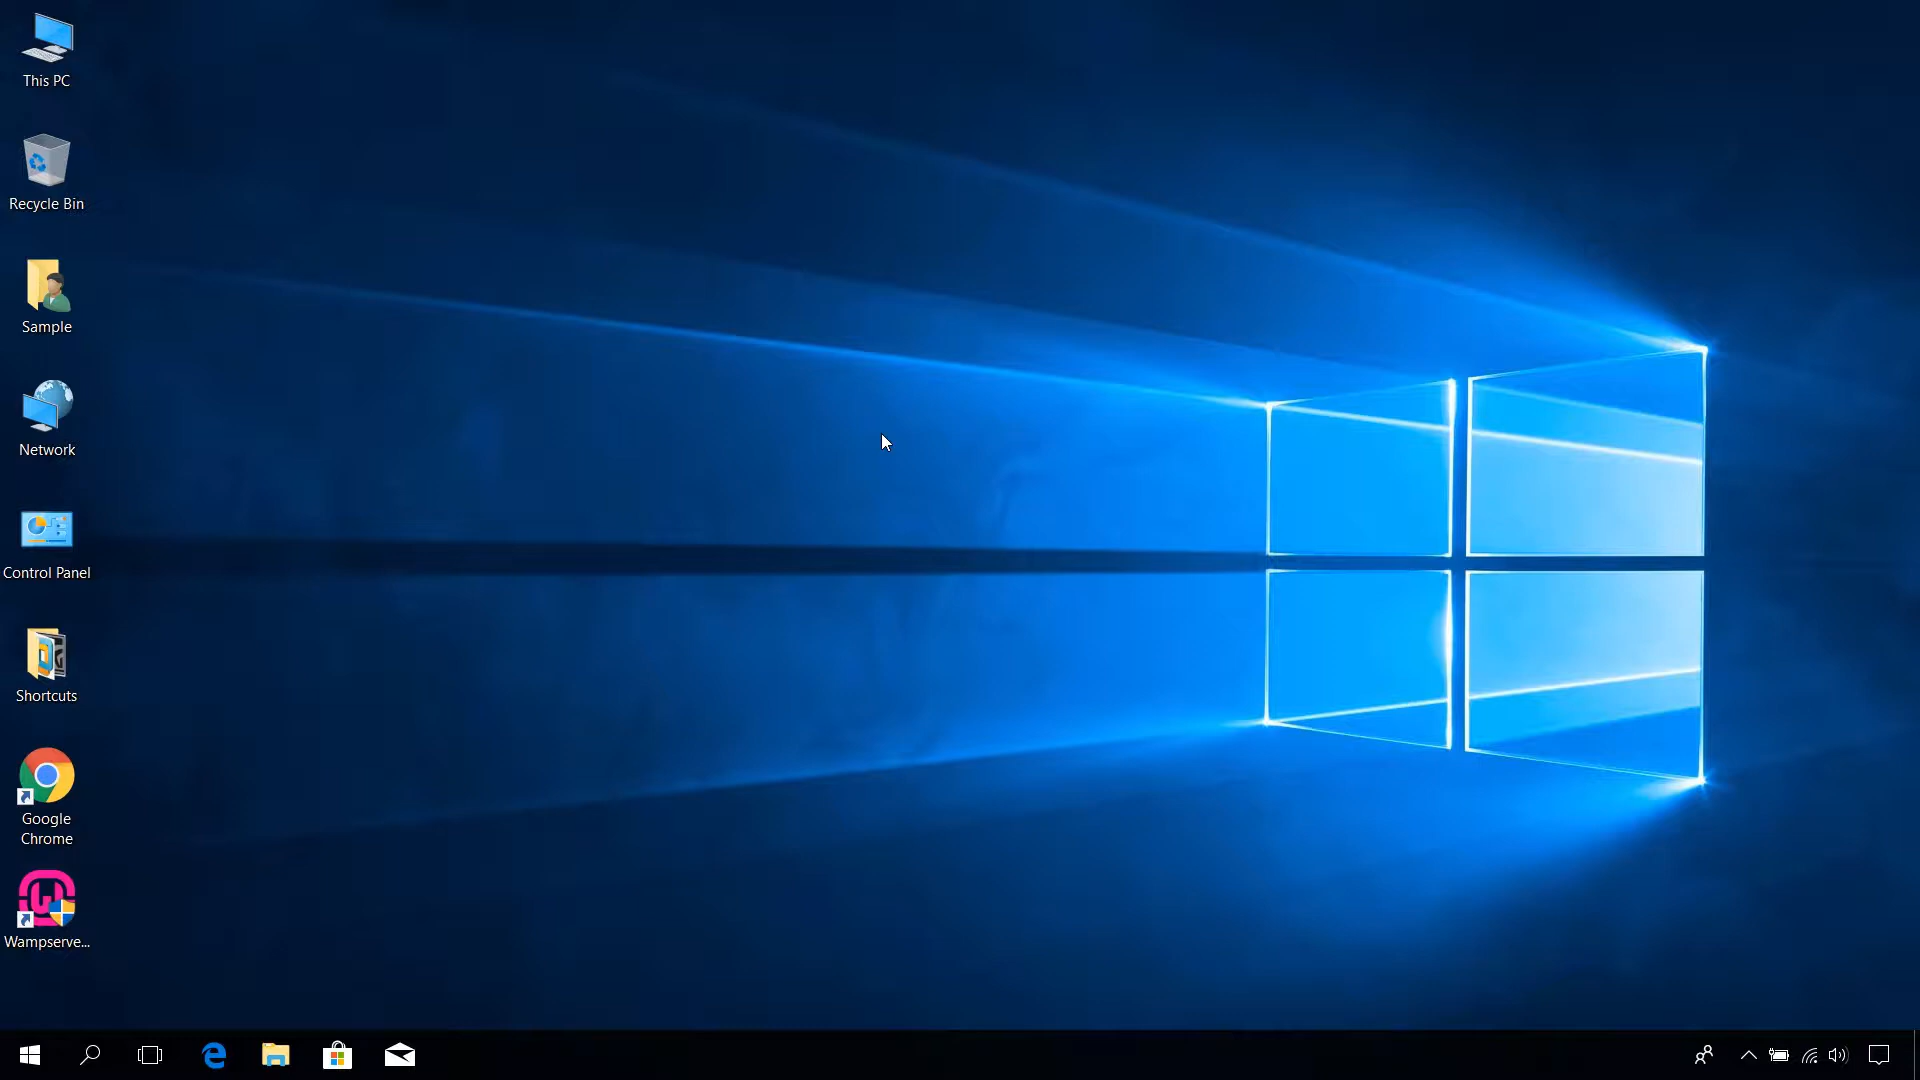 This PC
Recycle Bin
Sample
Network
Control Panel
Shortcuts
Google
Chrome
Wampserve...